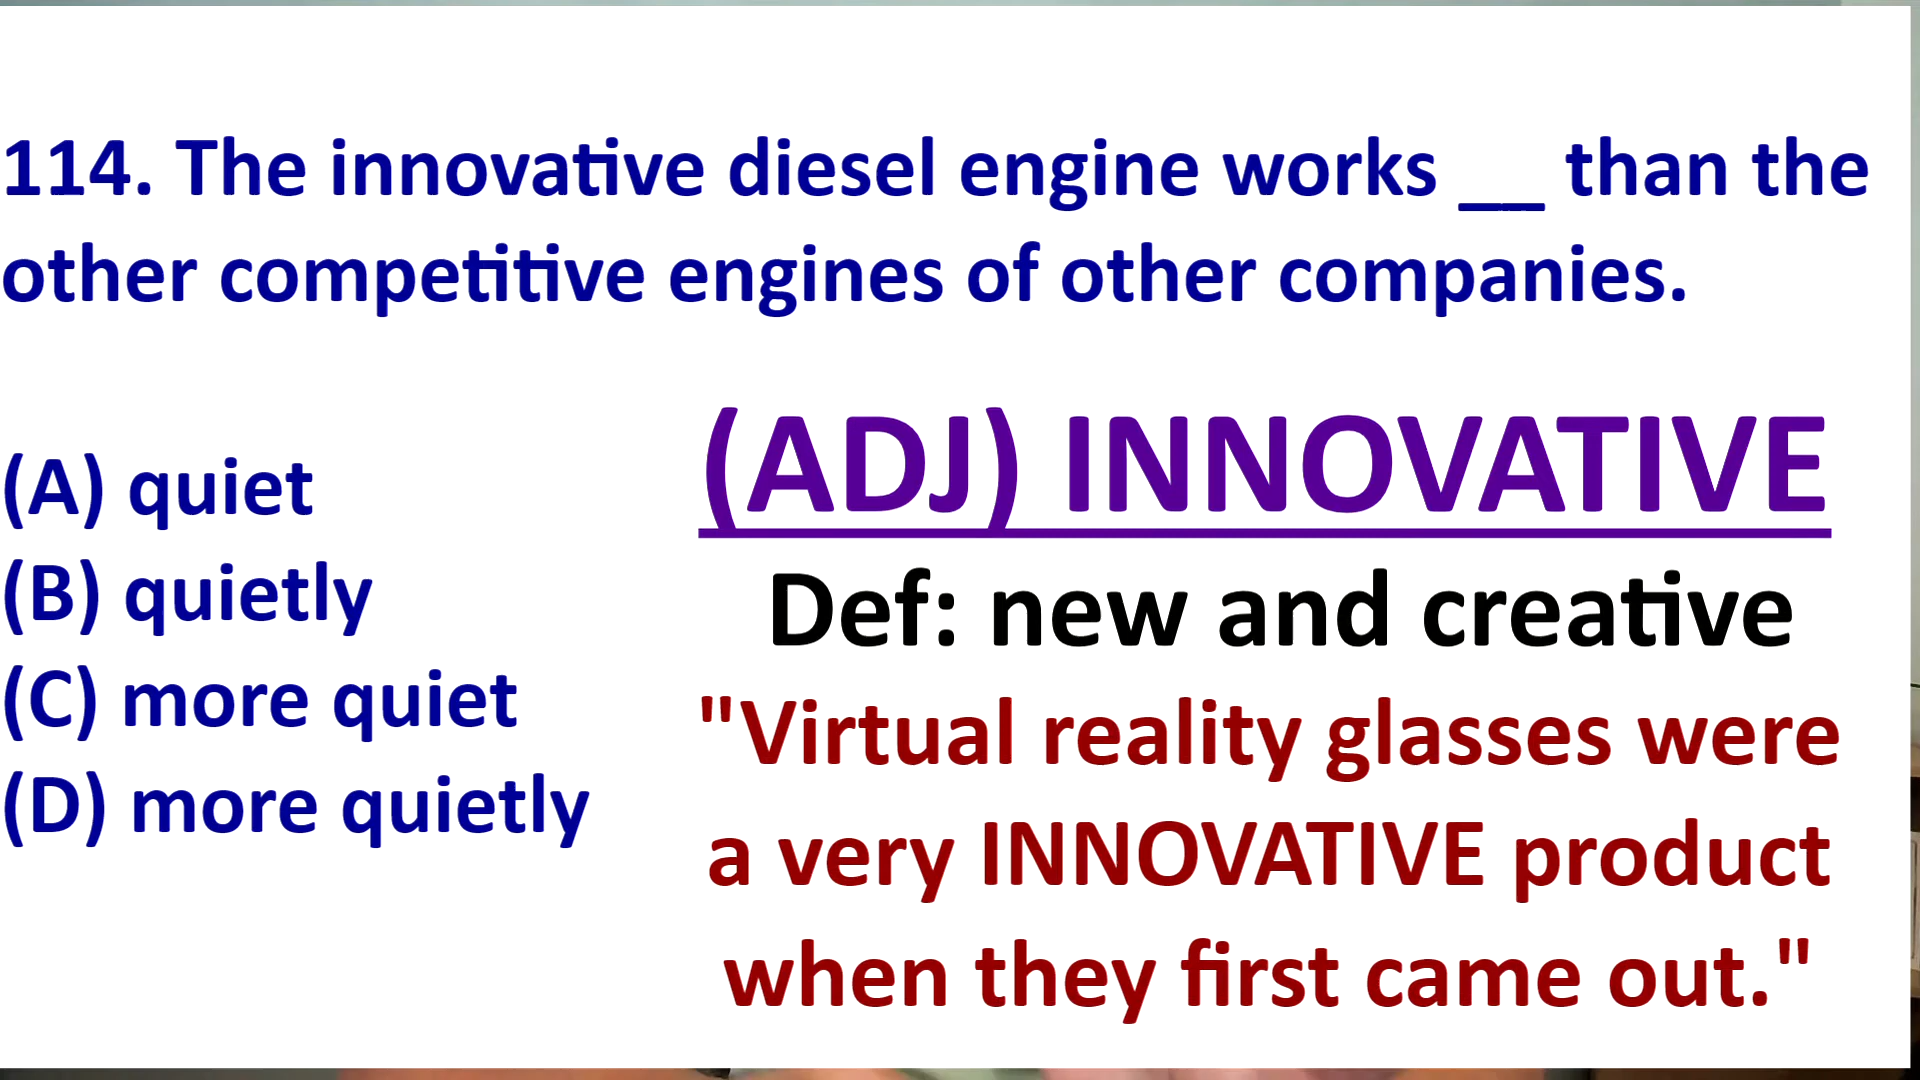 114. The innovative diesel engine works __ than the
other competitive engines of other companies.
(A) quiet
(B) quietly
(C) more quiet
(D) more quietly
(ADJ) INNOVATIVE
Def: new and creative
"Virtual reality glasses were
a very INNOVATIVE product
when they first came out."